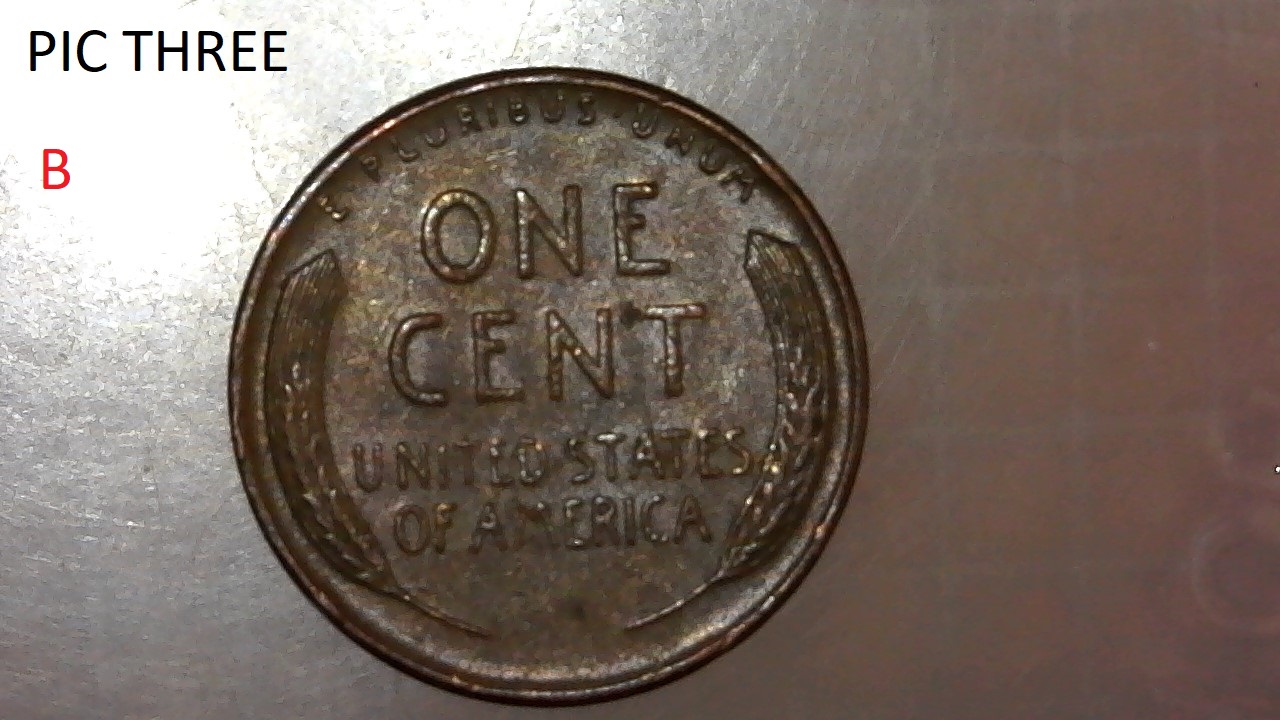 PIC THREE
B
E PLURIBUS · UNUM
ONE
CENT
UNITED STATES
OF AMERICA